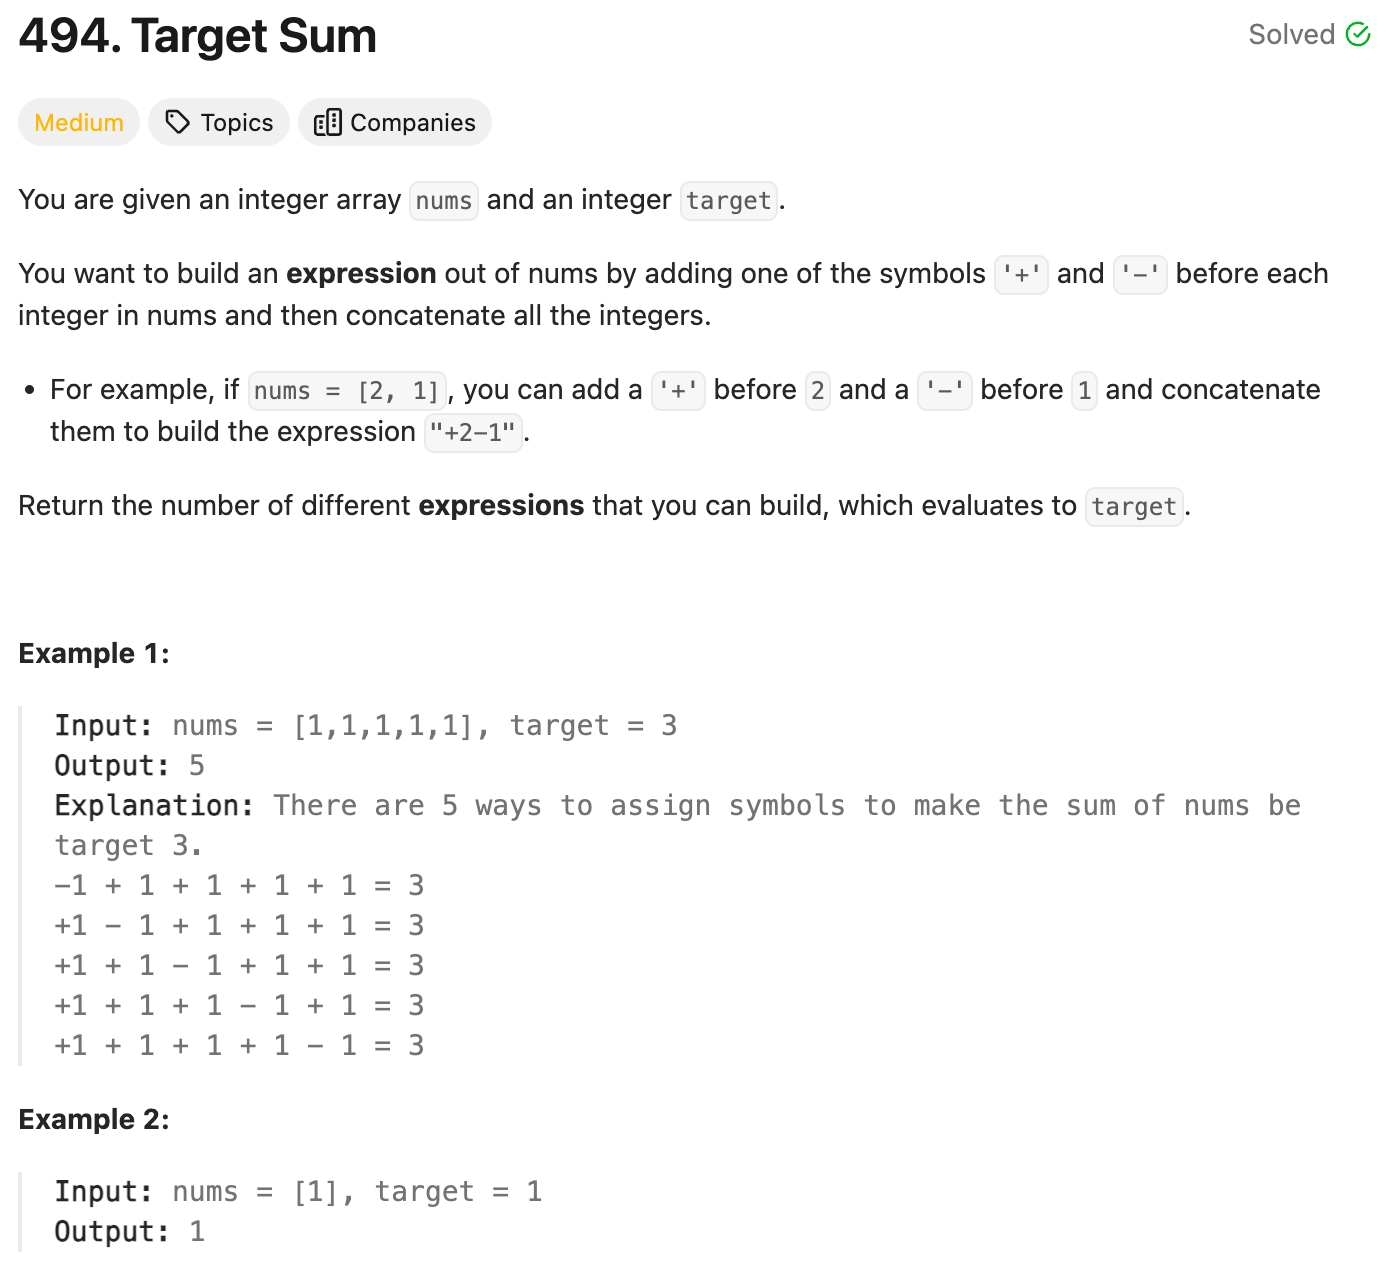 494. Target Sum
Solved
Medium
Topics
Companies
You are given an integer array nums and an integer target.
You want to build an expression out of nums by adding one of the symbols '+' and '-' before each
integer in nums and then concatenate all the integers.
• For example, if nums = [2, 1], you can add a '+' before 2 and a '-' before 1 and concatenate
them to build the expression "+2-1".
Return the number of different expressions that you can build, which evaluates to target.
Example 1:
Input: nums = [1,1,1,1,1], target = 3
Output: 5
Explanation: There are 5 ways to assign symbols to make the sum of nums be
target 3.
-1 + 1 + 1 + 1 + 1 = 3
+1 - 1 + 1 + 1 + 1 = 3
+1 + 1 - 1 + 1 + 1 = 3
+1 + 1 + 1 - 1 + 1 = 3
+1 + 1 + 1 + 1 - 1 = 3
Example 2:
Input: nums = [1], target = 1
Output: 1